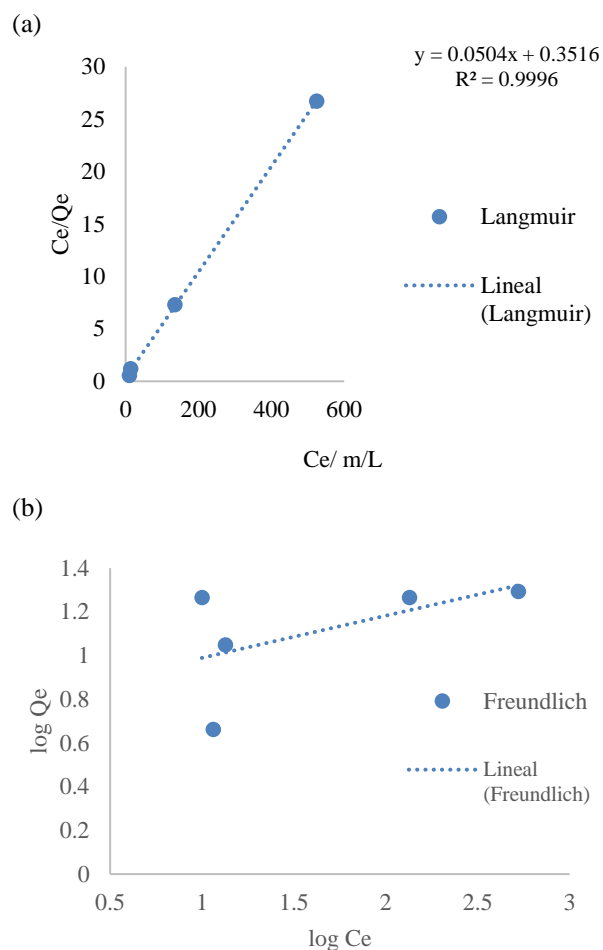 (a)
y = 0.0504x + 0.3516
R² = 0.9996
30
25
20
15
10
5
0
Ce/Qe
0 200 400 600
Ce/ m/L
Langmuir
Lineal
(Langmuir)
(b)
1.4
1.2
1
0.8
0.6
0.4
0.2
0
log Qe
0.5 1 1.5 2 2.5 3
log Ce
Freundlich
Lineal
(Freundlich)